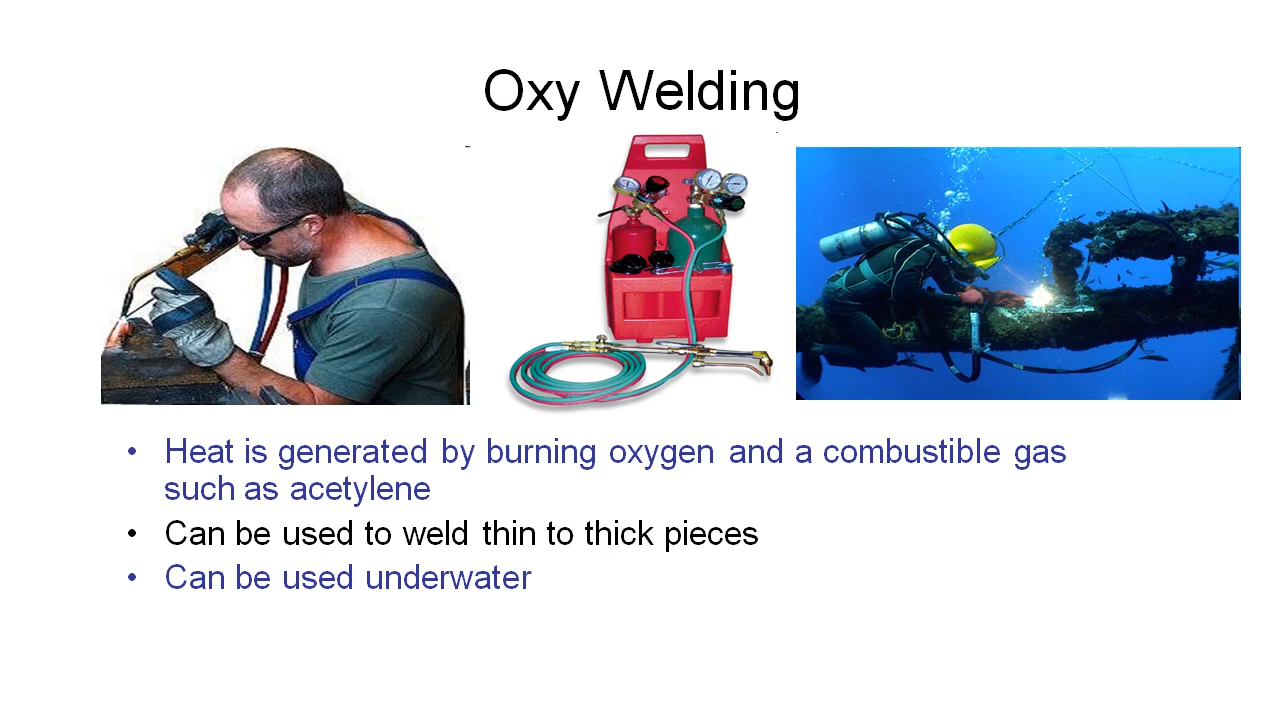 Oxy Welding
• Heat is generated by burning oxygen and a combustible gas
such as acetylene
• Can be used to weld thin to thick pieces
• Can be used underwater